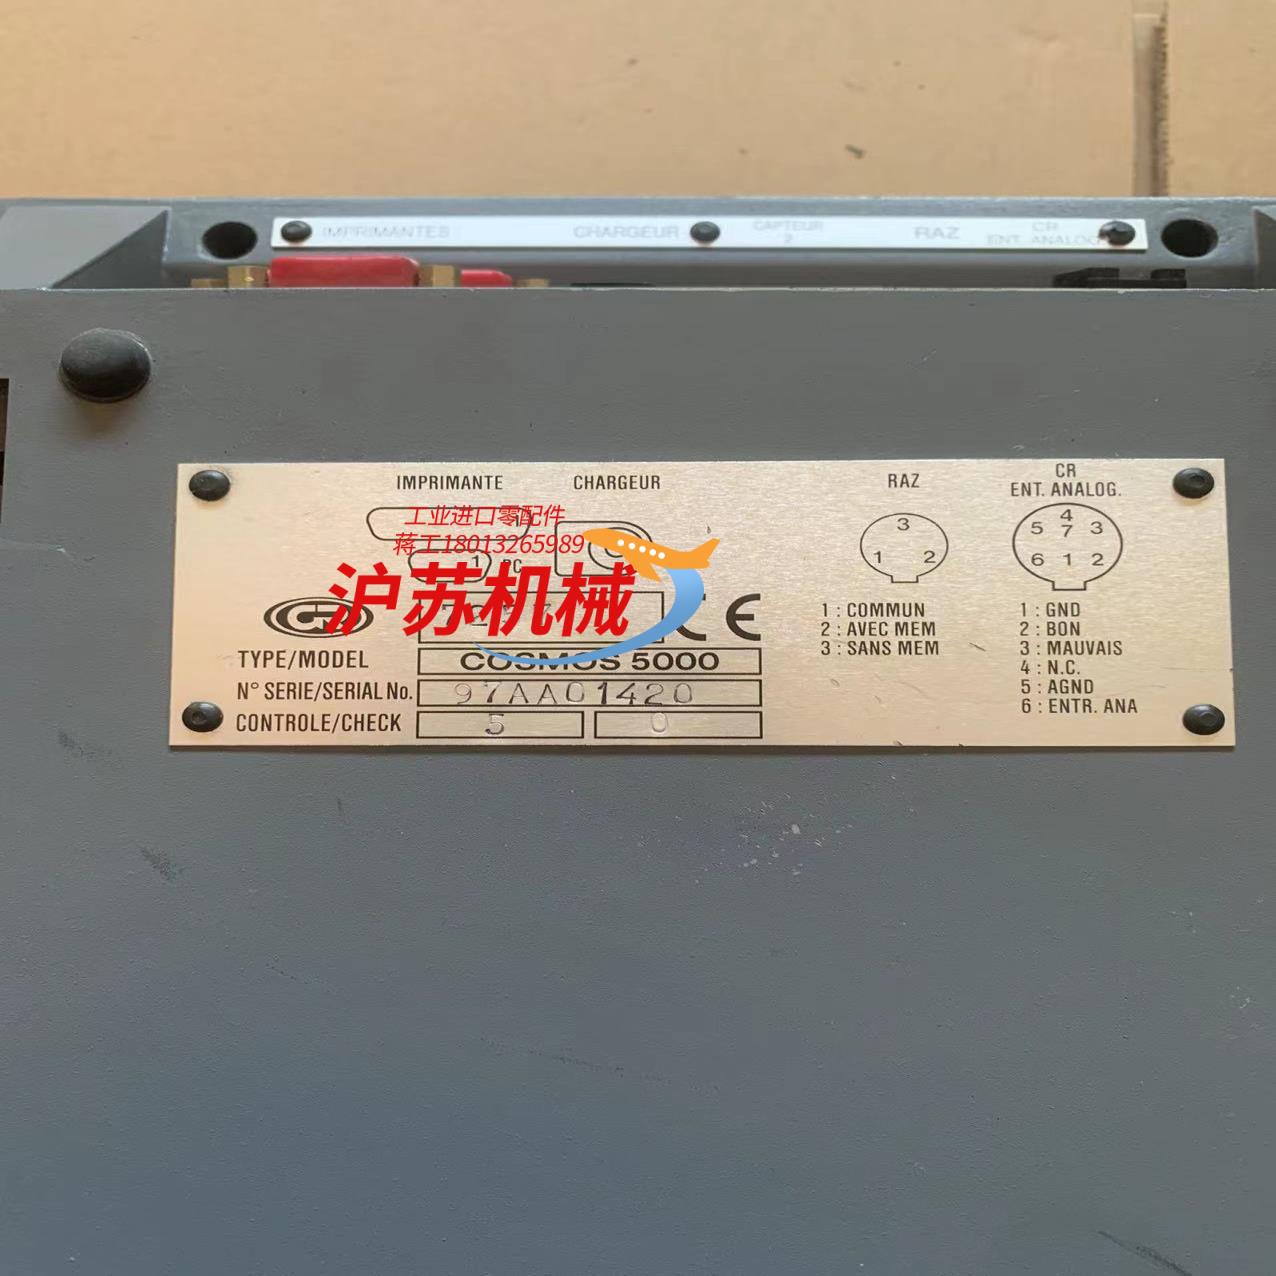 IMPRIMANTES CHARGEUR CAPTEUR 2 RAZ CR ENT. ANALOG
IMPRIMANTE CHARGEUR RAZ CR ENT. ANALOG.
工业进口零配件
蒋工18013265989
沪苏机械
1
PC
3
1 2
4
5 7 3
6 1 2
CE
TYPE/MODEL COSMOS 5000
N° SERIE/SERIAL No. 97AA01420
CONTROLE/CHECK 5 0
1 : COMMUN
2 : AVEC MEM
3 : SANS MEM
1 : GND
2 : BON
3 : MAUVAIS
4 : N.C.
5 : AGND
6 : ENTR. ANA